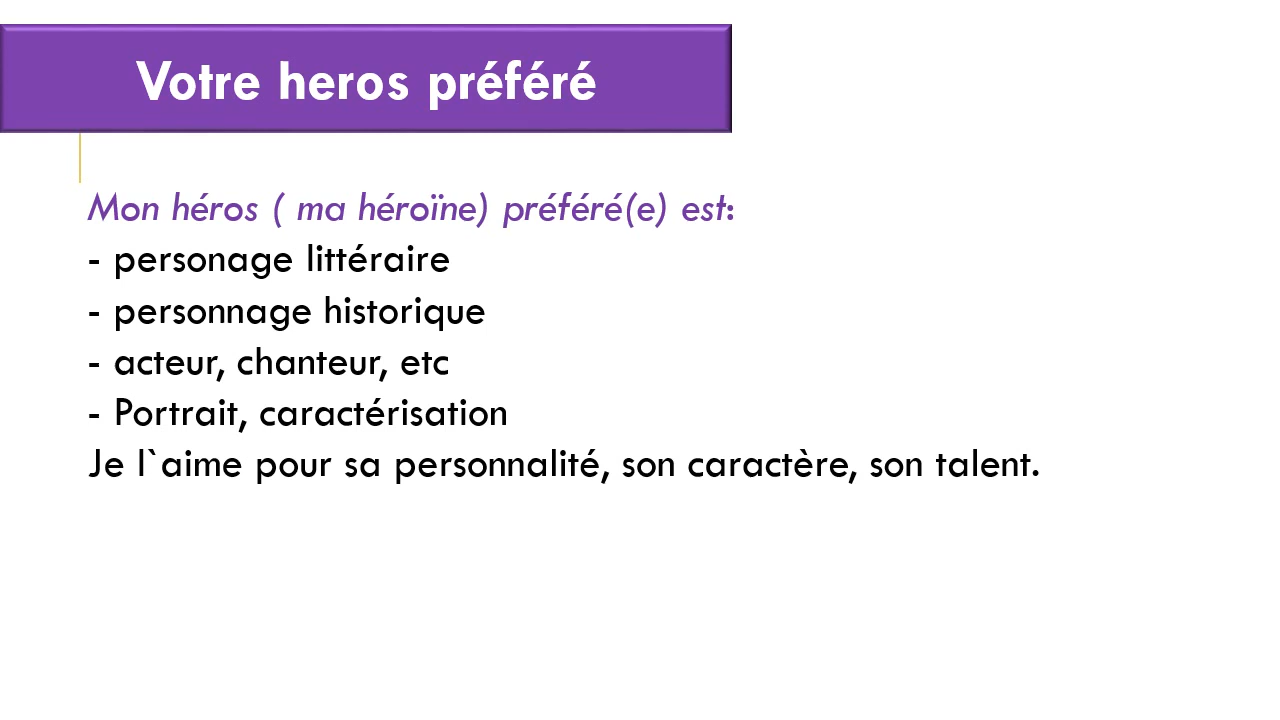 Votre heros préféré
Mon héros ( ma héroïne) préféré(e) est:
- personage littéraire
- personnage historique
- acteur, chanteur, etc
- Portrait, caractérisation
Je l`aime pour sa personnalité, son caractère, son talent.